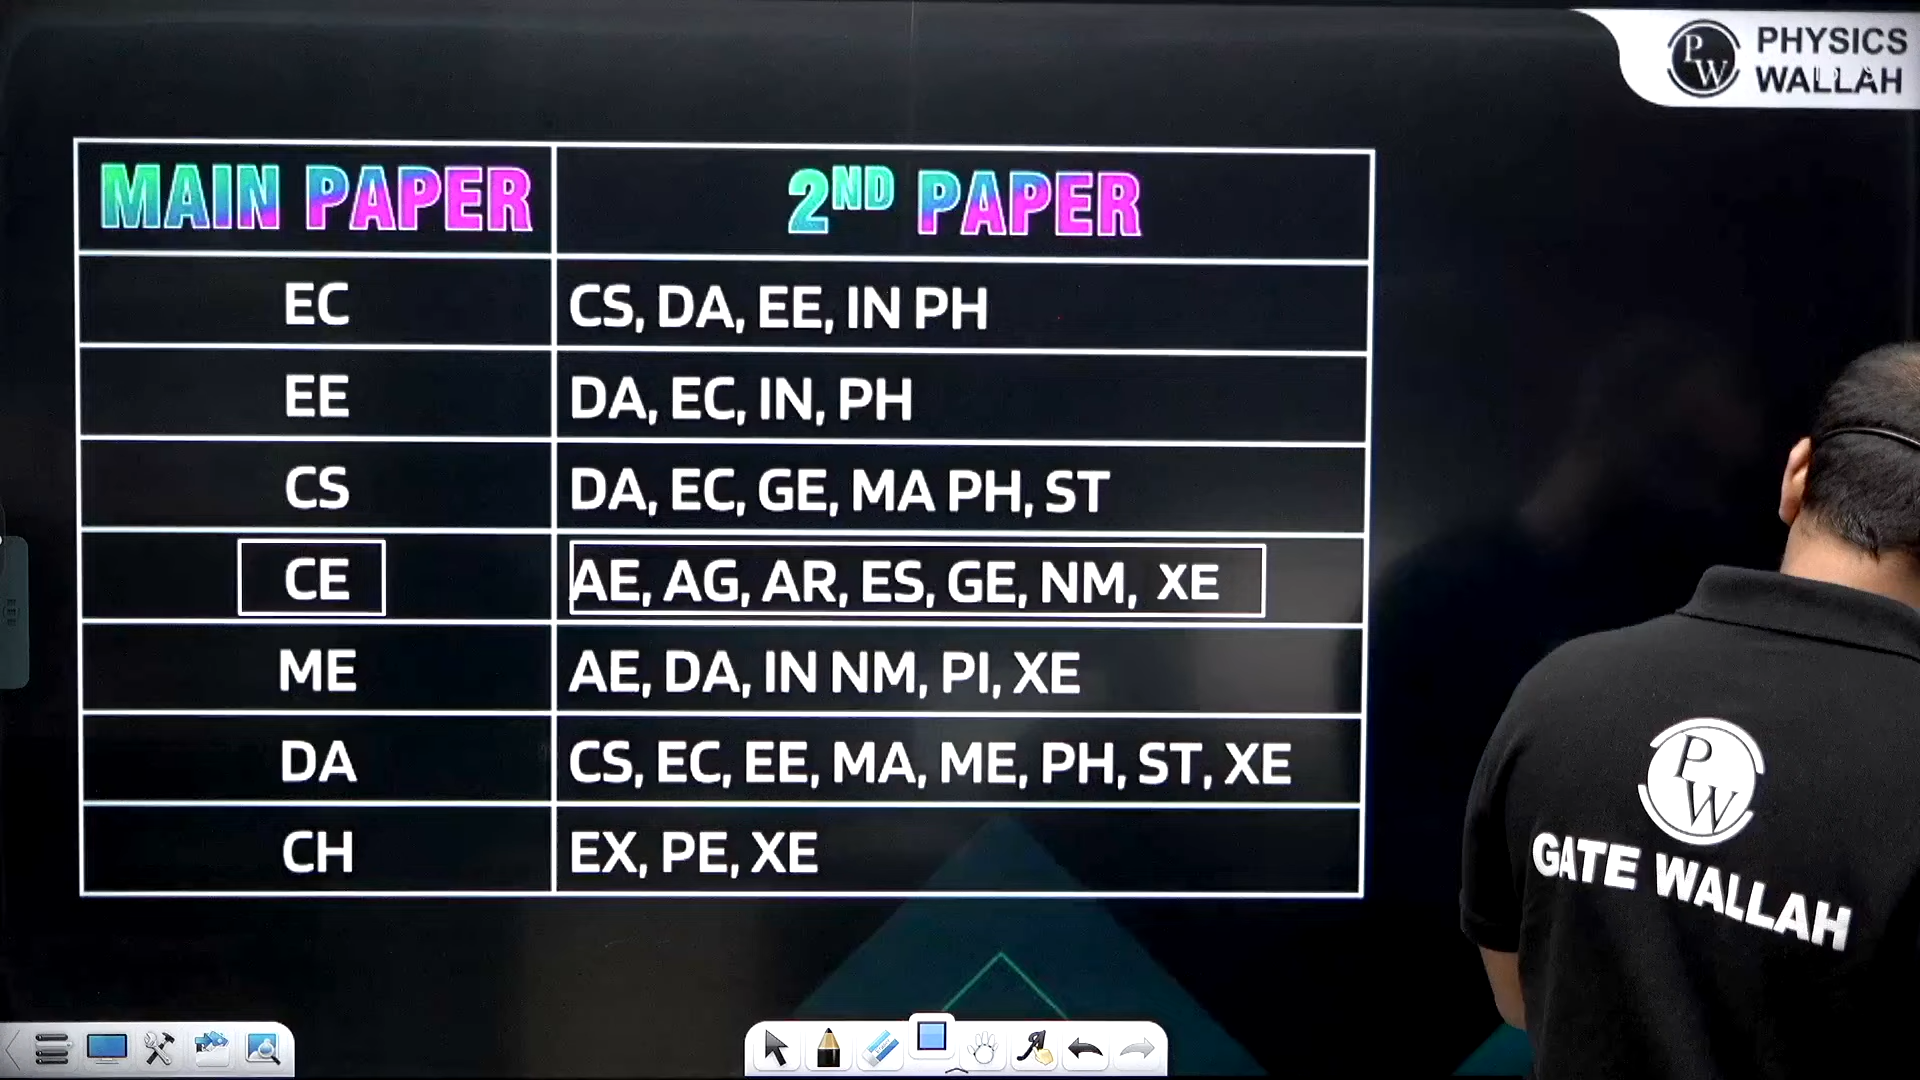 PHYSICS
WALLAH
MAIN PAPER
2ND PAPER
EC
CS, DA, EE, IN PH
EE
DA, EC, IN, PH
CS
DA, EC, GE, MA PH, ST
CE
AE, AG, AR, ES, GE, NM, XE
ME
AE, DA, IN NM, PI, XE
DA
CS, EC, EE, MA, ME, PH, ST, XE
CH
EX, PE, XE
PW
GATE WALLAH